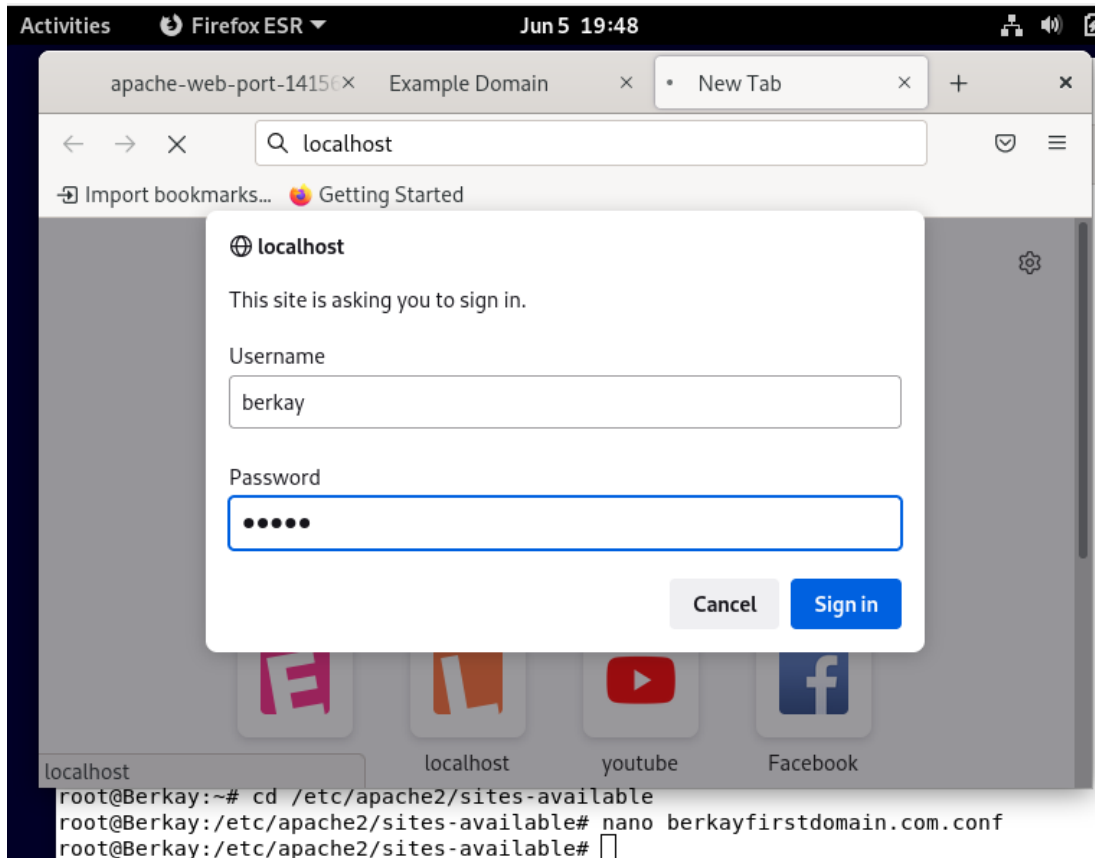 Activities Firefox ESR Jun 5 19:48
apache-web-port-1415 Example Domain New Tab
localhost
Import bookmarks... Getting Started
localhost
This site is asking you to sign in.
Username
berkay
Password
•••••
Cancel Sign in
localhost youtube Facebook
localhost
root@Berkay:~# cd /etc/apache2/sites-available
root@Berkay:/etc/apache2/sites-available# nano berkayfirstdomain.com.conf
root@Berkay:/etc/apache2/sites-available#